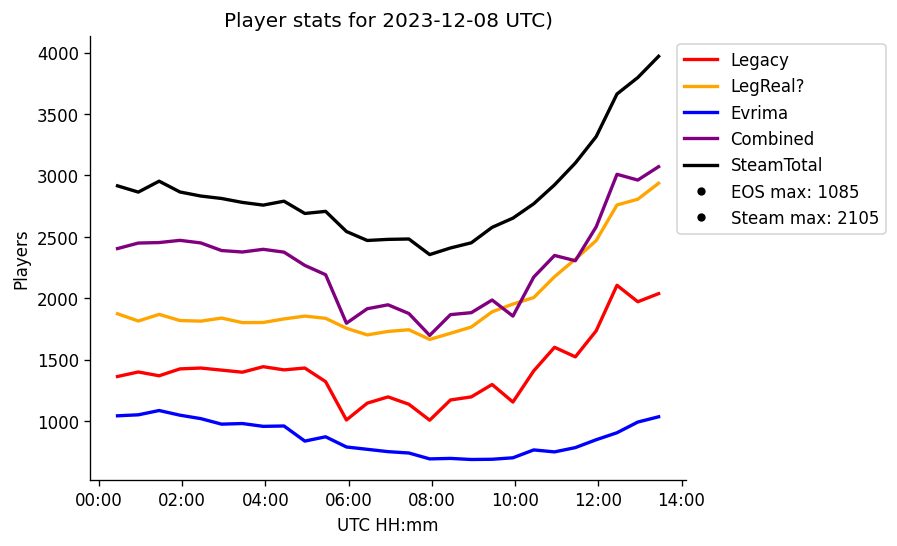 Player stats for 2023-12-08 UTC)
4000
3500
3000
2500
2000
1500
1000
Players
00:00 02:00 04:00 06:00 08:00 10:00 12:00 14:00
UTC HH:mm
Legacy
LegReal?
Evrima
Combined
SteamTotal
EOS max: 1085
Steam max: 2105